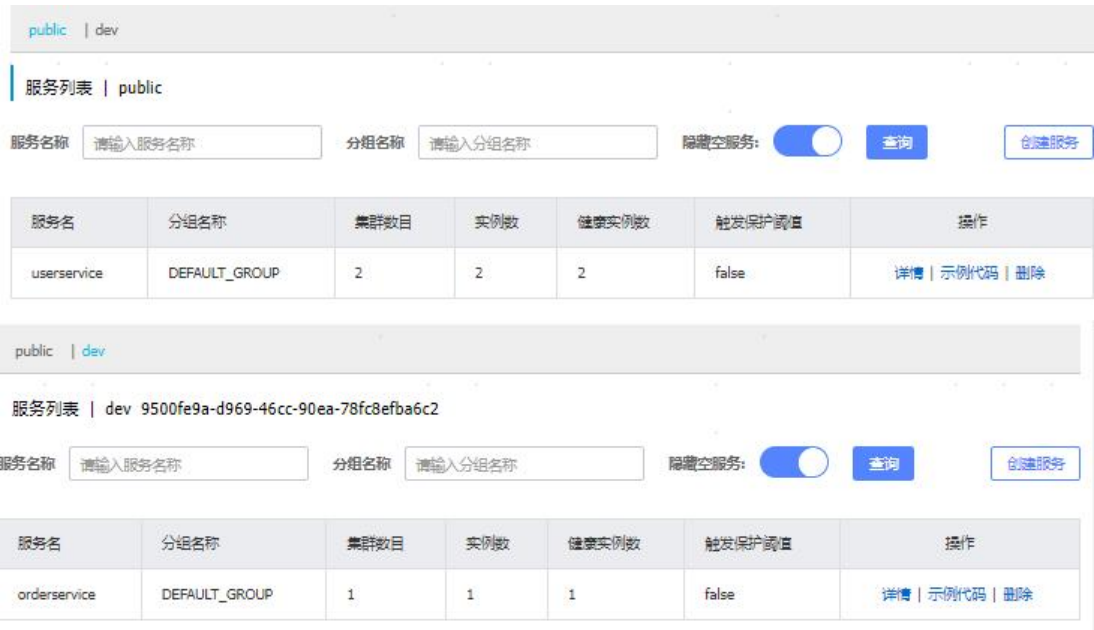 public | dev
服务列表 | public
服务名称 请输入服务名称 分组名称 请输入分组名称 隐藏空服务: 查询 创建服务
服务名 分组名称 集群数目 实例数 健康实例数 触发保护阈值 操作
userservice DEFAULT_GROUP 2 2 2 false 详情 | 示例代码 | 删除
public | dev
服务列表 | dev 9500fe9a-d969-46cc-90ea-78fc8efba6c2
服务名称 请输入服务名称 分组名称 请输入分组名称 隐藏空服务: 查询 创建服务
服务名 分组名称 集群数目 实例数 健康实例数 触发保护阈值 操作
orderservice DEFAULT_GROUP 1 1 1 false 详情 | 示例代码 | 删除